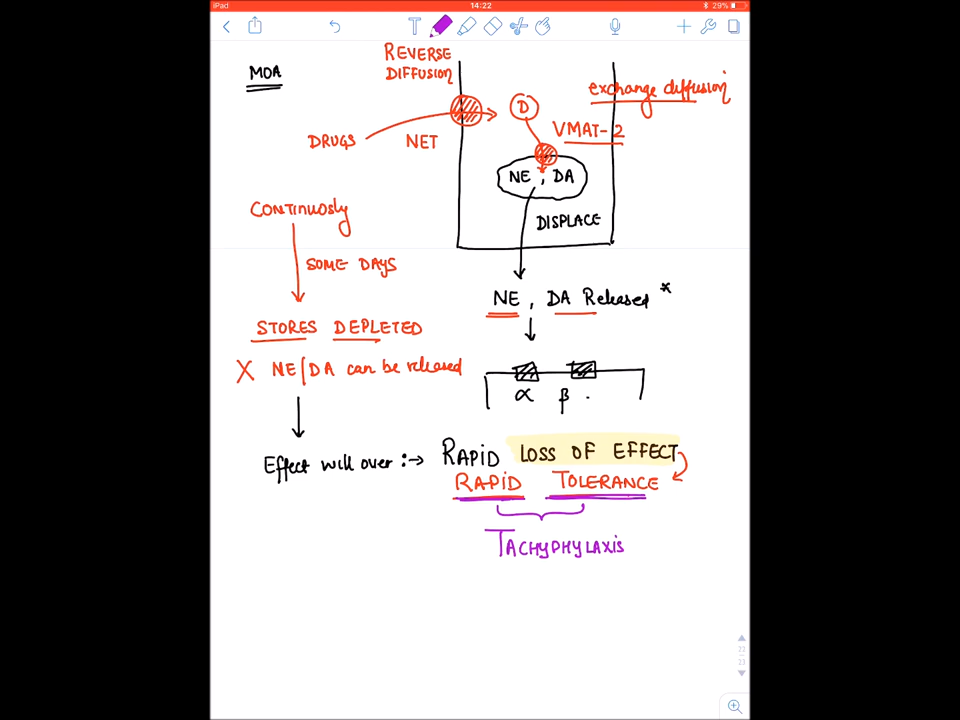 iPad
14:22
29%
T
REVERSE
DIFFUSION
MOA
exchange diffusion
D
VMAT-2
DRUGS
NET
NE , DA
CONTINUOSLY
DISPLACE
SOME DAYS
NE , DA Released *
STORES DEPLETED
X NE/DA can be released
α β
Effect will over :→ RAPID LOSS OF EFFECT
RAPID TOLERANCE
TACHYPHYLAXIS
22
23